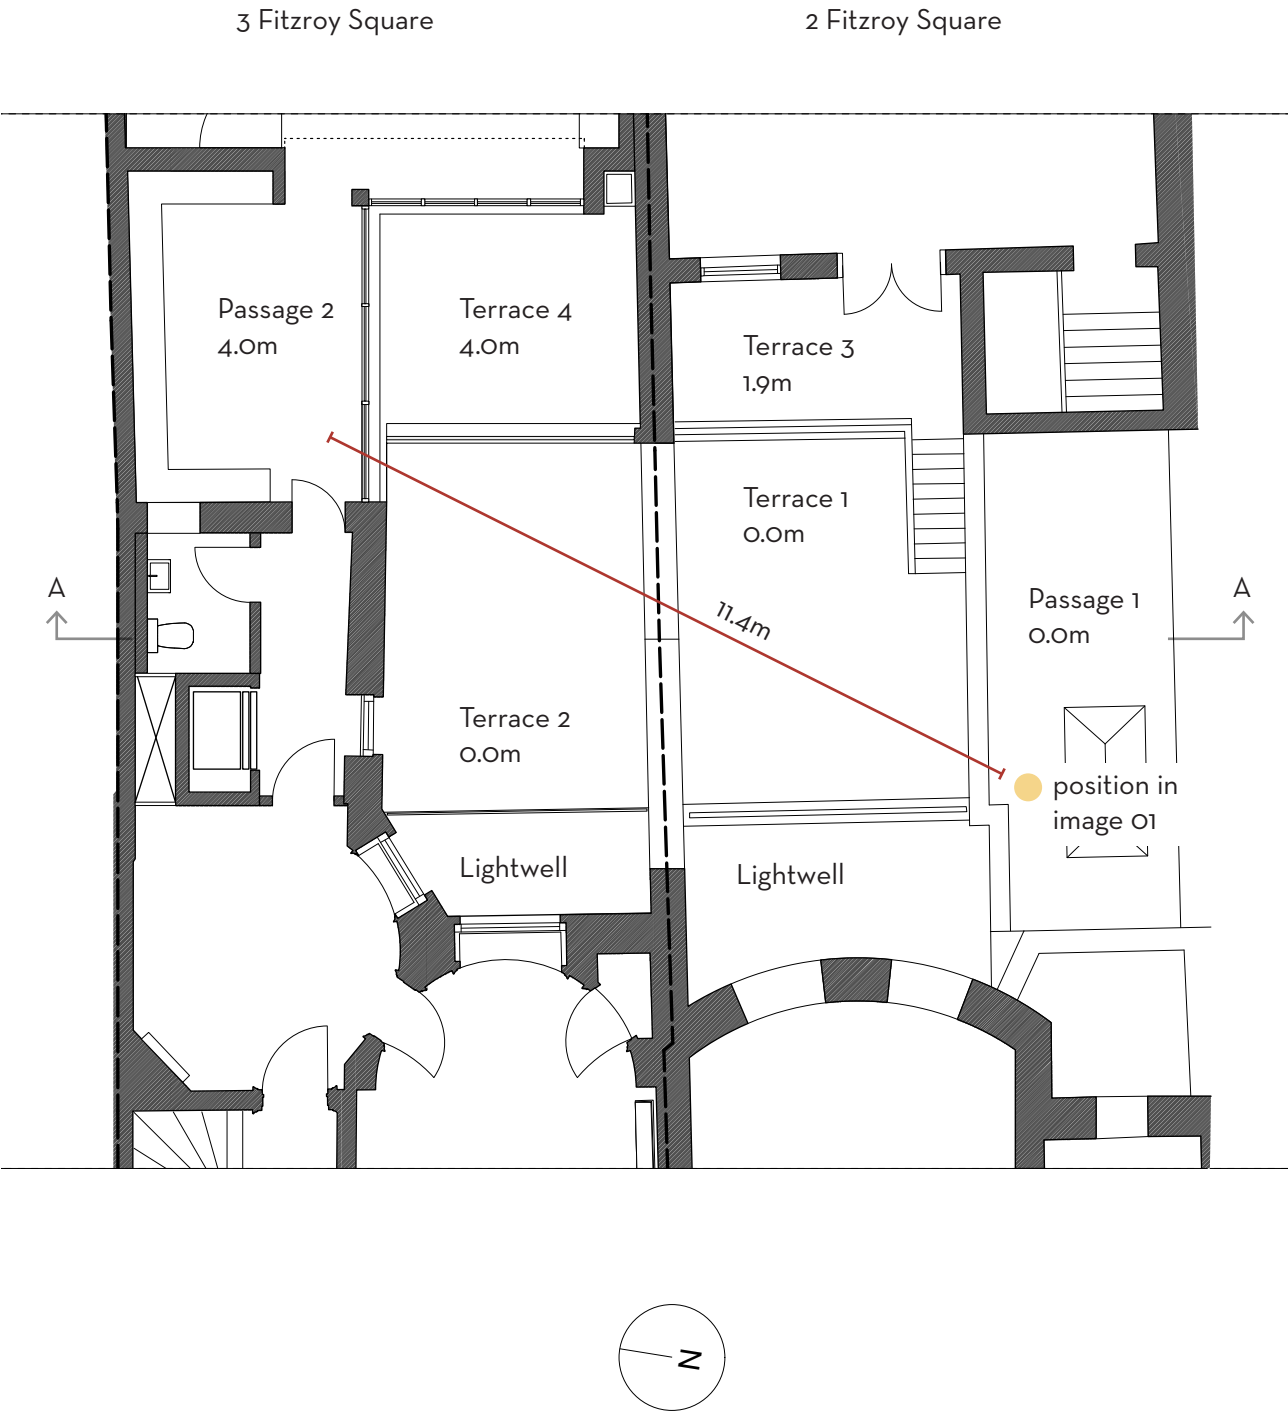 3 Fitzroy Square
2 Fitzroy Square
Passage 2
4.0m
Terrace 4
4.0m
Terrace 3
1.9m
Terrace 1
0.0m
A
A
Passage 1
0.0m
11.4m
Terrace 2
0.0m
position in
image 01
Lightwell
Lightwell
N